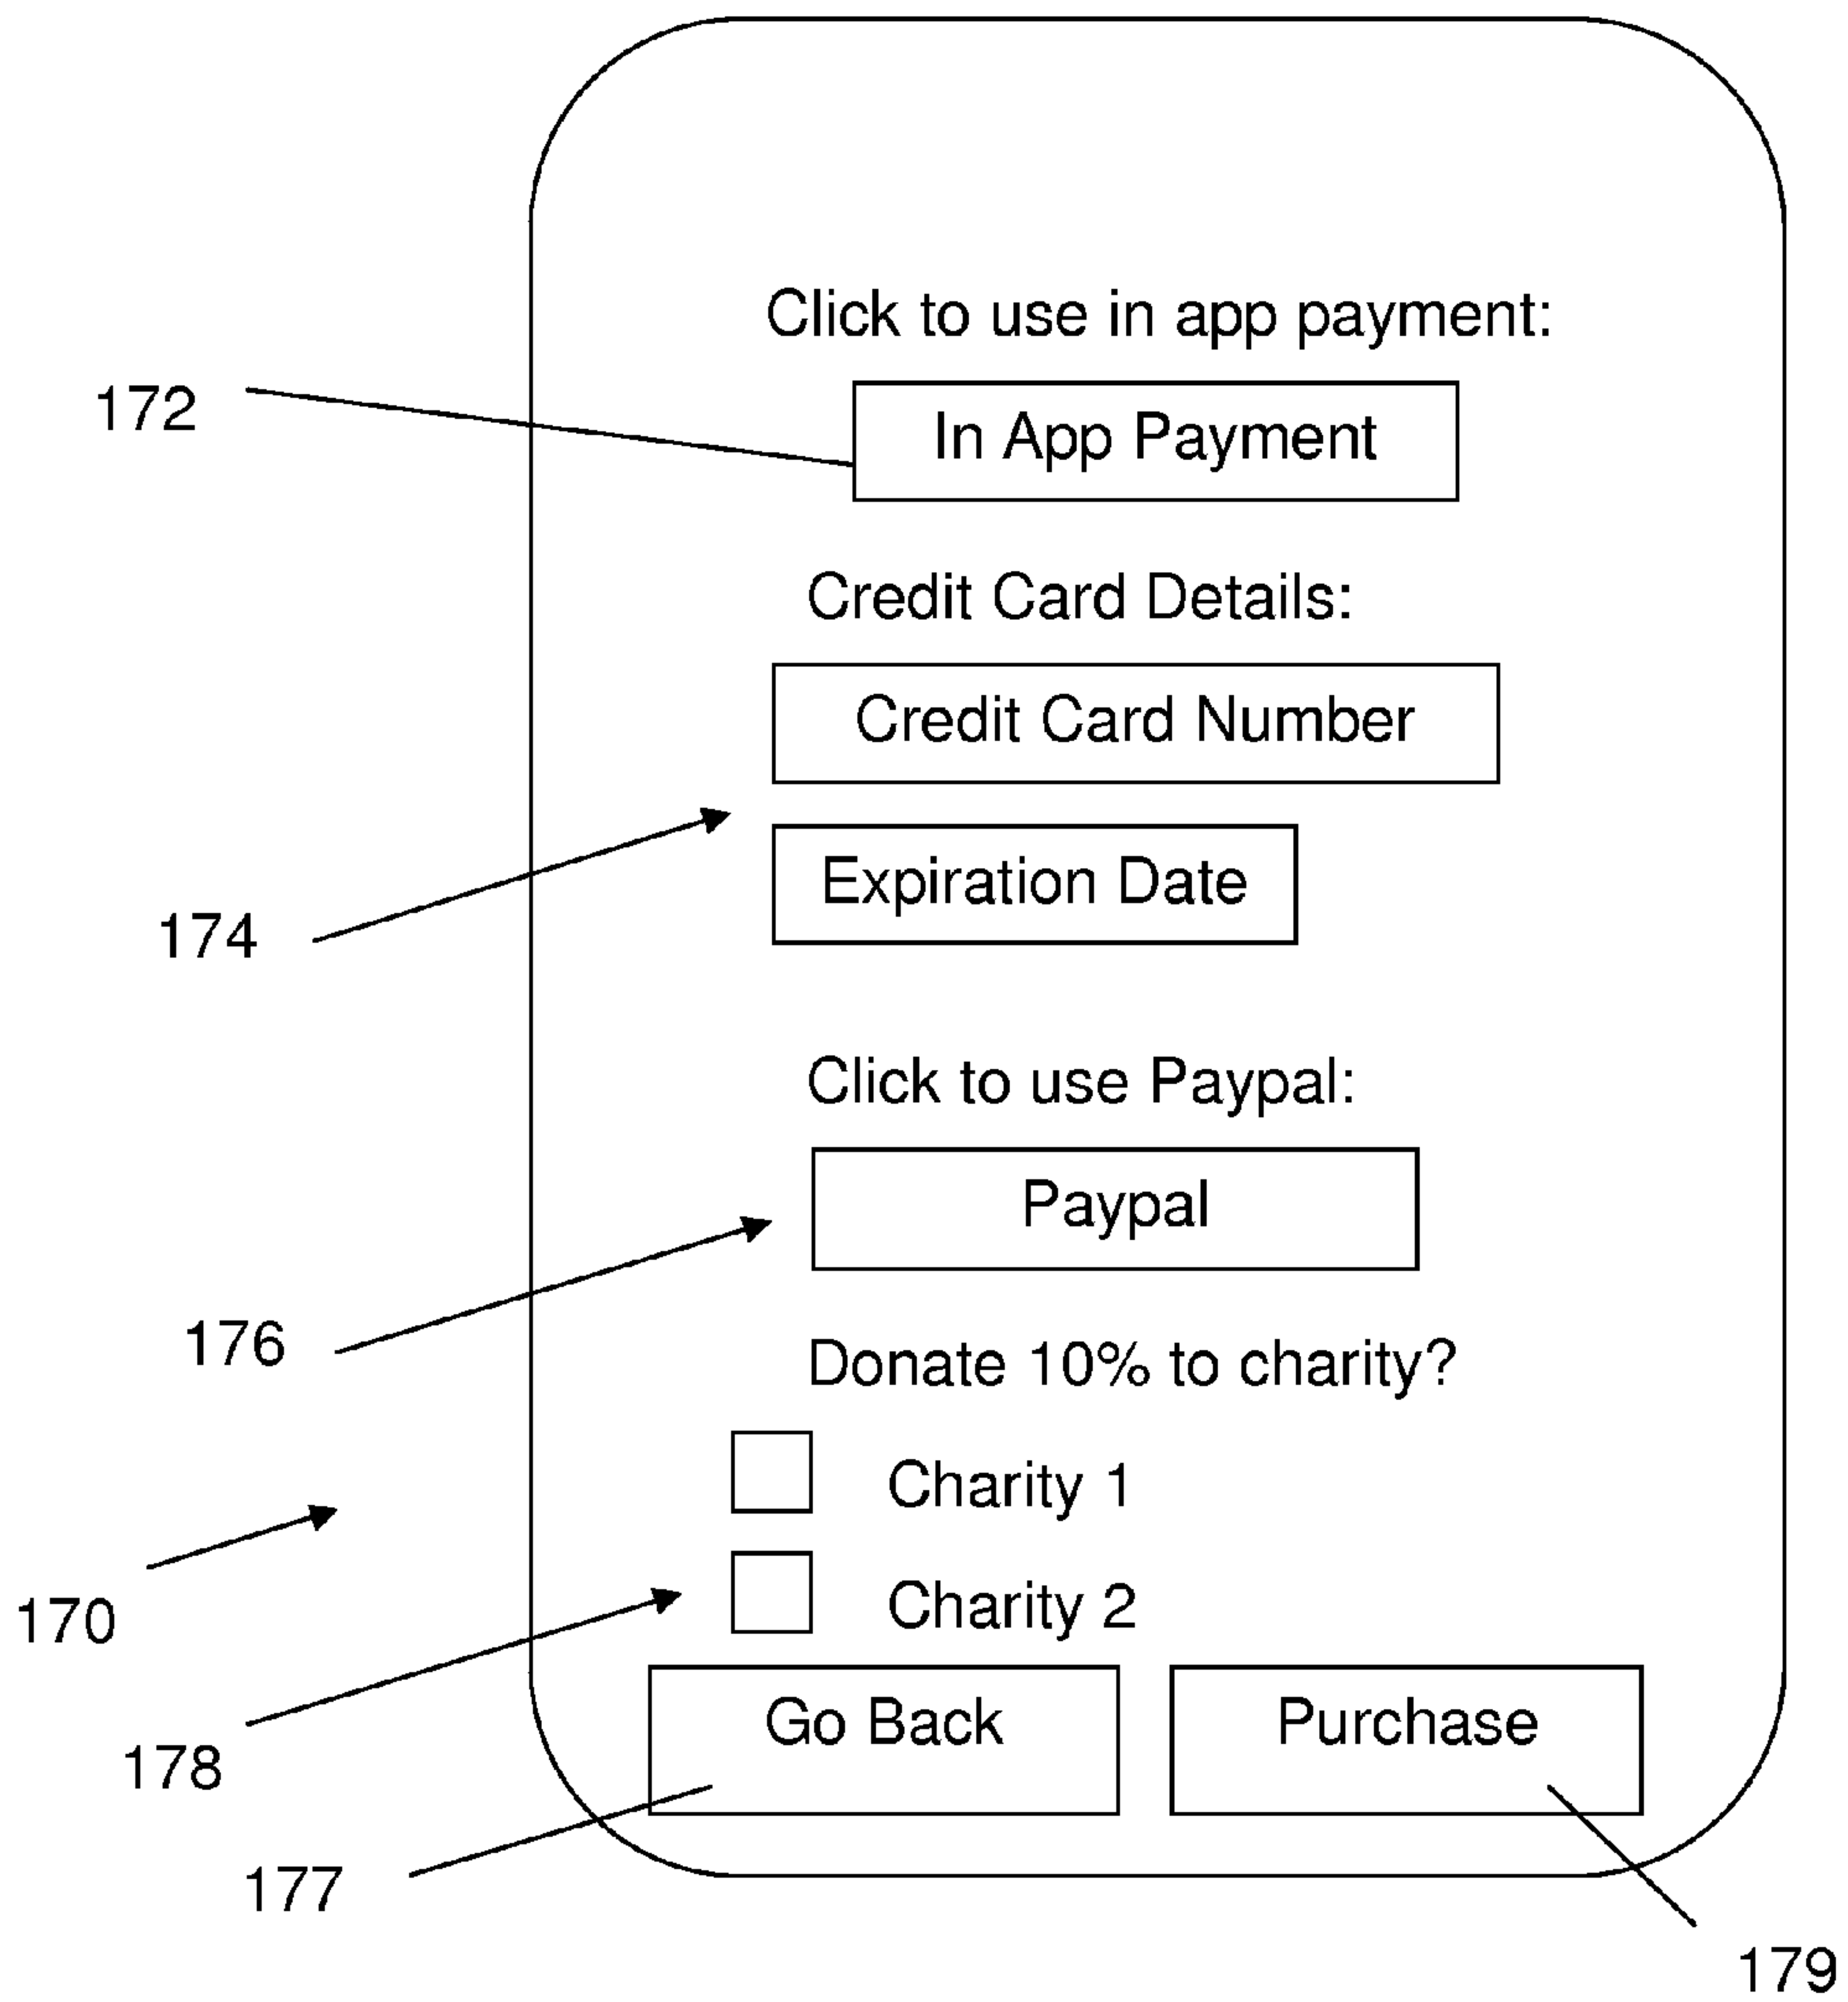 Click to use in app payment:
172
In App Payment
Credit Card Details:
Credit Card Number
Expiration Date
174
Click to use Paypal:
Paypal
176
Donate 10% to charity?
Charity 1
170
Charity 2
Go Back
Purchase
178
177
179